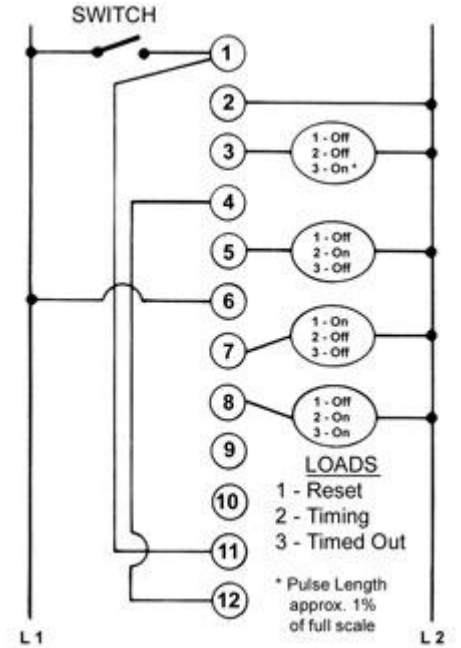 SWITCH
1
2
3
1 - Off
2 - Off
3 - On *
4
5
1 - Off
2 - On
3 - Off
6
7
1 - On
2 - Off
3 - Off
8
1 - Off
2 - On
3 - On
9
LOADS
1 - Reset
10
2 - Timing
3 - Timed Out
11
* Pulse Length
approx. 1%
of full scale
12
L 1
L 2